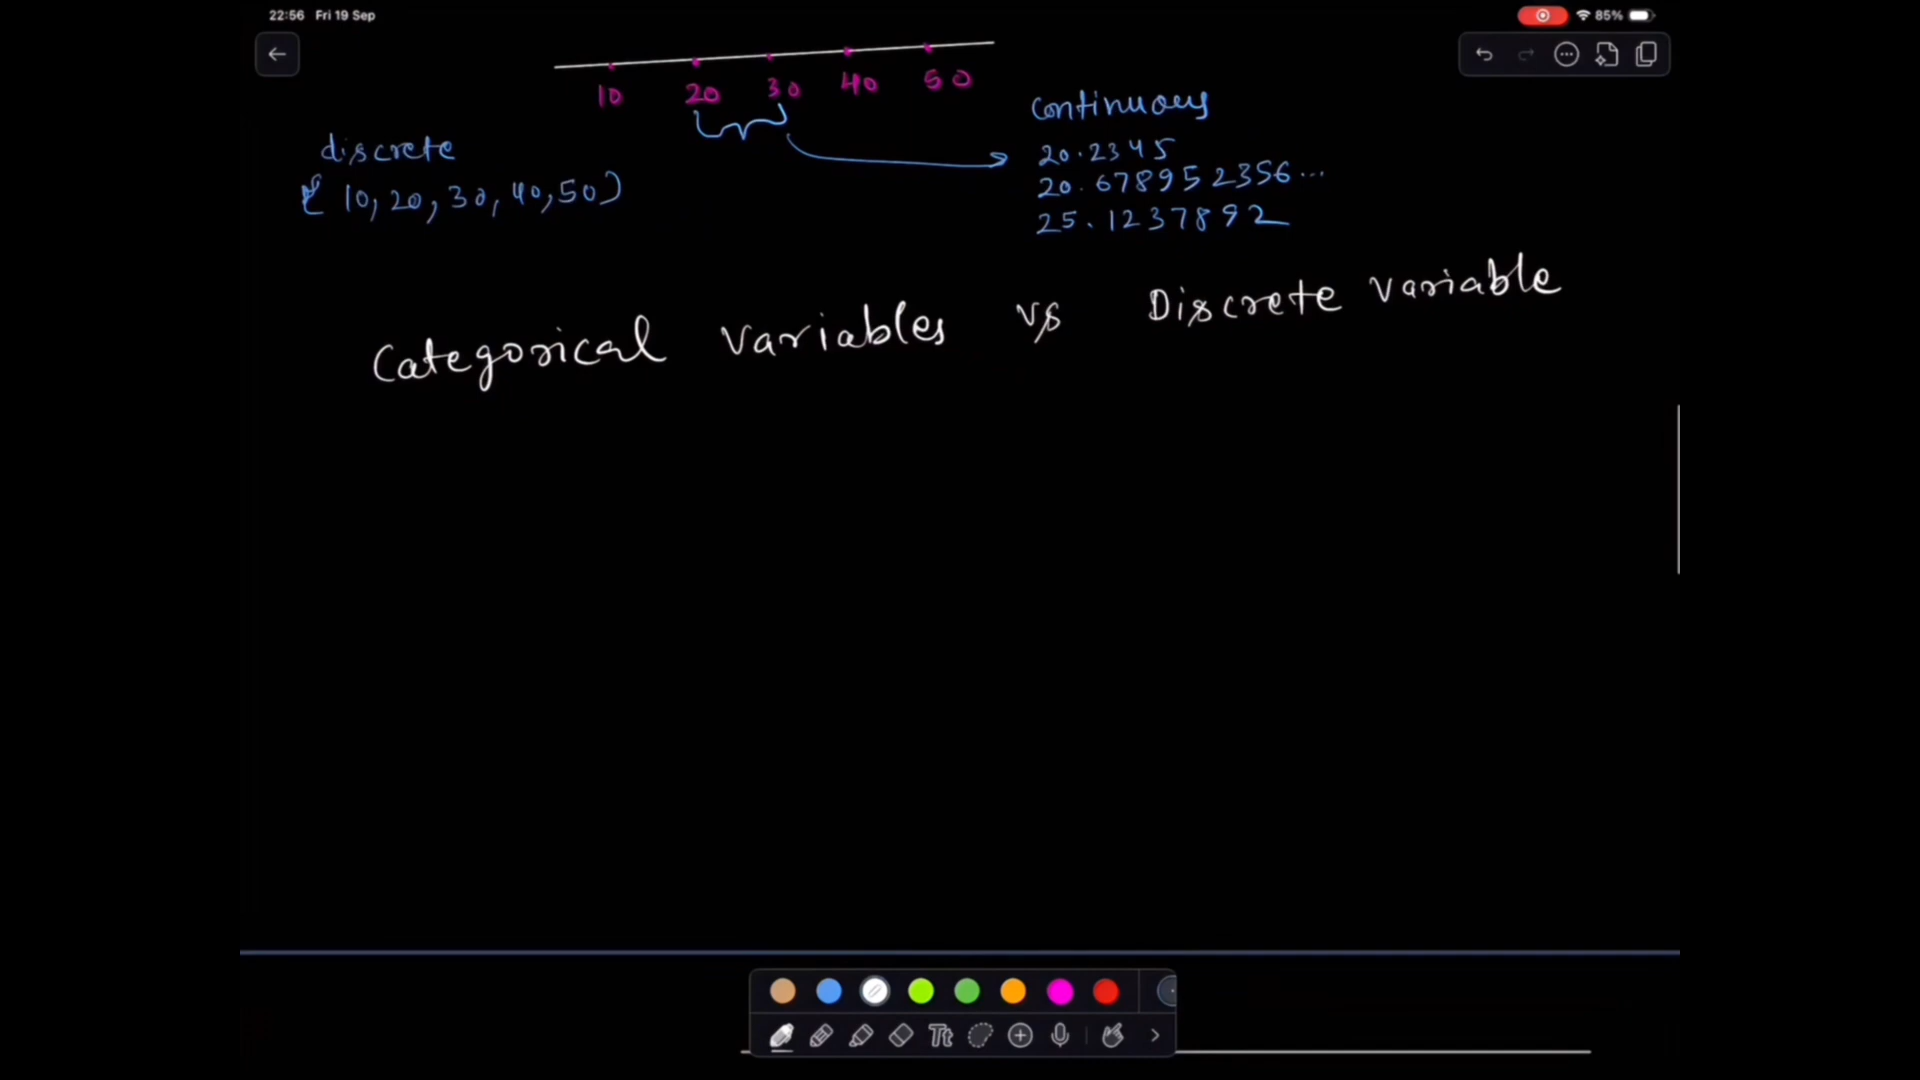 22:56 Fri 19 Sep
85%
10 20 30 40 50
continuous
discrete
20.2345
{ 10, 20, 30, 40, 50 )
20.678952356...
25.1237892
Categorical variables vs Discrete variable
Tt